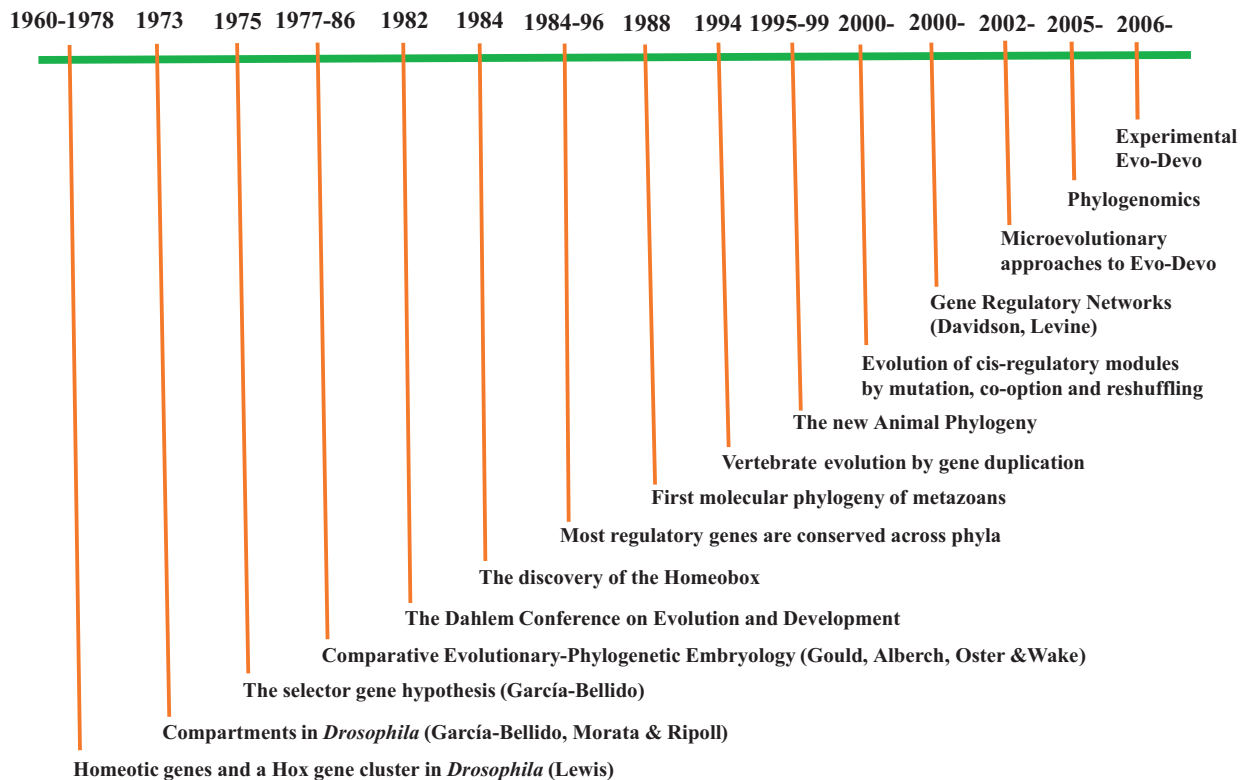 1960-1978 1973 1975 1977-86 1982 1984 1984-96 1988 1994 1995-99 2000- 2000- 2002- 2005- 2006-
Experimental
Evo-Devo
Phylogenomics
Microevolutionary
approaches to Evo-Devo
Gene Regulatory Networks
(Davidson, Levine)
Evolution of cis-regulatory modules
by mutation, co-option and reshuffling
The new Animal Phylogeny
Vertebrate evolution by gene duplication
First molecular phylogeny of metazoans
Most regulatory genes are conserved across phyla
The discovery of the Homeobox
The Dahlem Conference on Evolution and Development
Comparative Evolutionary-Phylogenetic Embryology (Gould, Alberch, Oster &Wake)
The selector gene hypothesis (García-Bellido)
Compartments in Drosophila (García-Bellido, Morata & Ripoll)
Homeotic genes and a Hox gene cluster in Drosophila (Lewis)